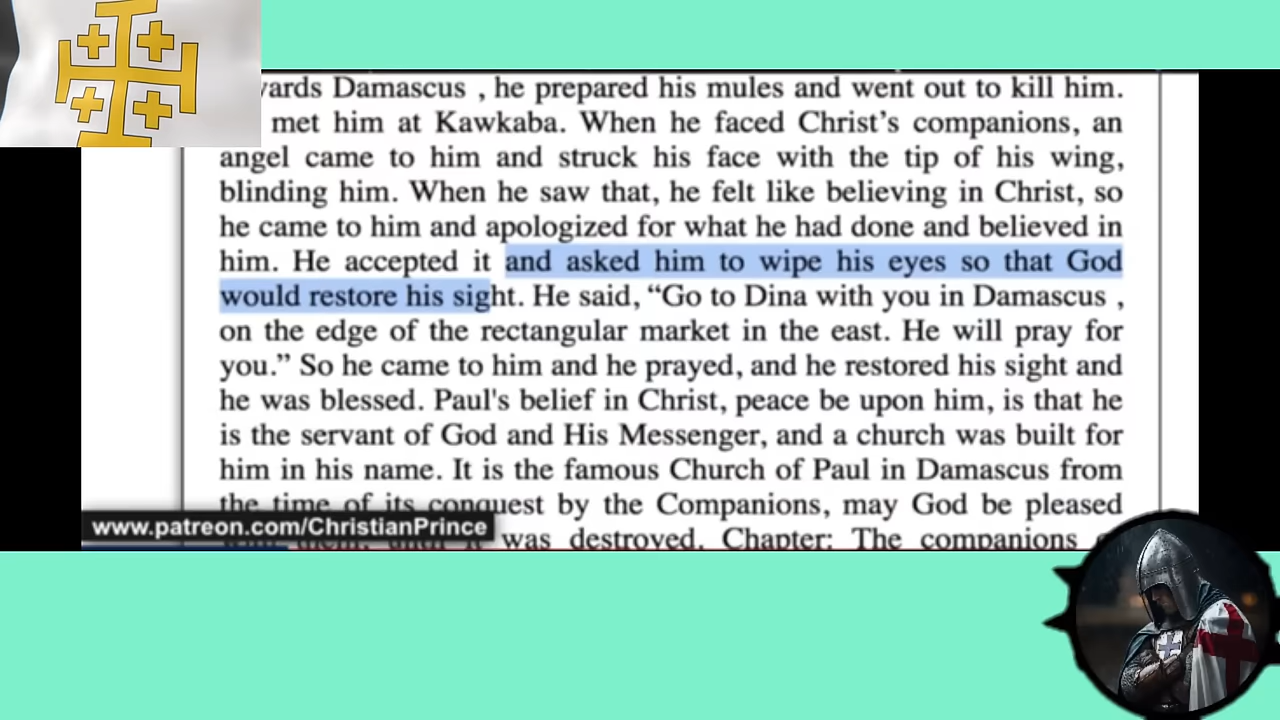 wards Damascus , he prepared his mules and went out to kill him.
met him at Kawkaba. When he faced Christ's companions, an
angel came to him and struck his face with the tip of his wing,
blinding him. When he saw that, he felt like believing in Christ, so
he came to him and apologized for what he had done and believed in
him. He accepted it and asked him to wipe his eyes so that God
would restore his sight. He said, “Go to Dina with you in Damascus ,
on the edge of the rectangular market in the east. He will pray for
you.” So he came to him and he prayed, and he restored his sight and
he was blessed. Paul's belief in Christ, peace be upon him, is that he
is the servant of God and His Messenger, and a church was built for
him in his name. It is the famous Church of Paul in Damascus from
the time of its conquest by the Companions, may God be pleased
with them, until it was destroyed. Chapter: The companions
www.patreon.com/ChristianPrince